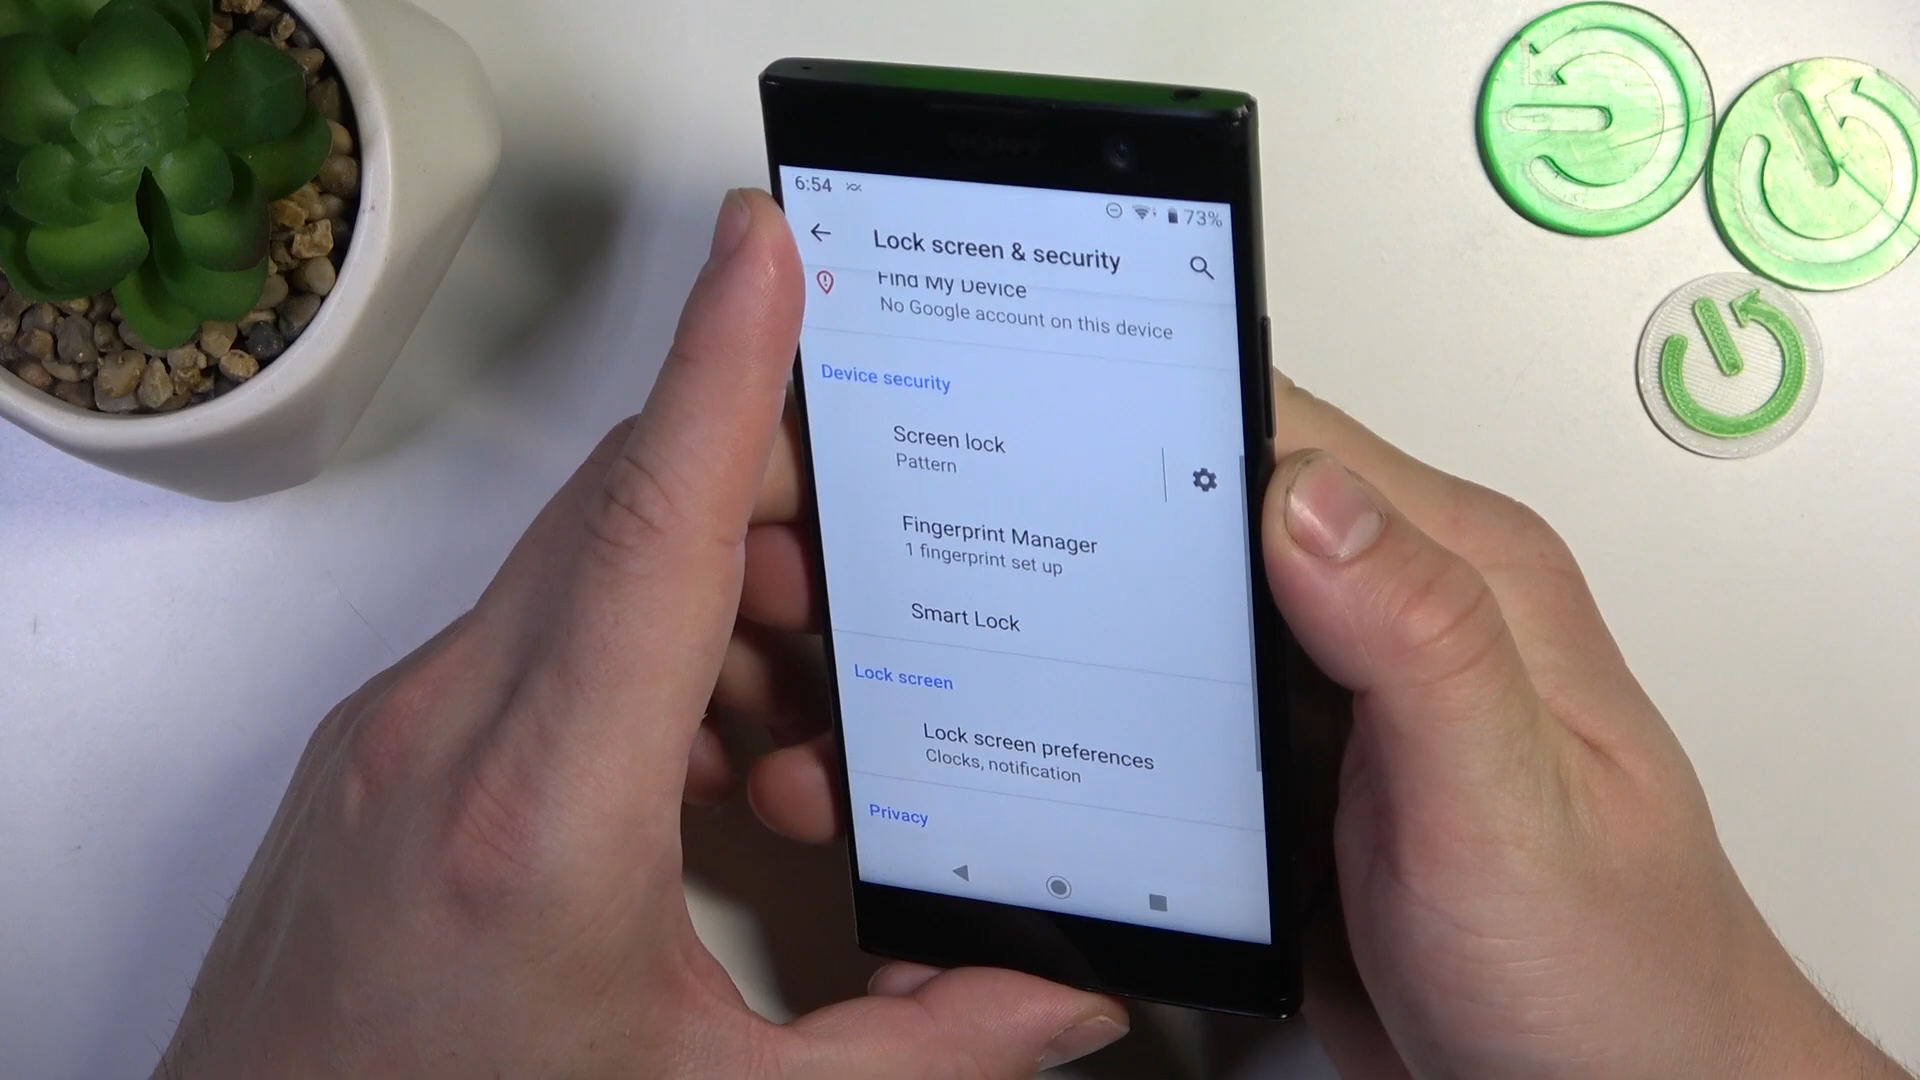 6:54
73%
Lock screen & security
Find My Device
No Google account on this device
Device security
Screen lock
Pattern
Fingerprint Manager
1 fingerprint set up
Smart Lock
Lock screen
Lock screen preferences
Clocks, notification
Privacy